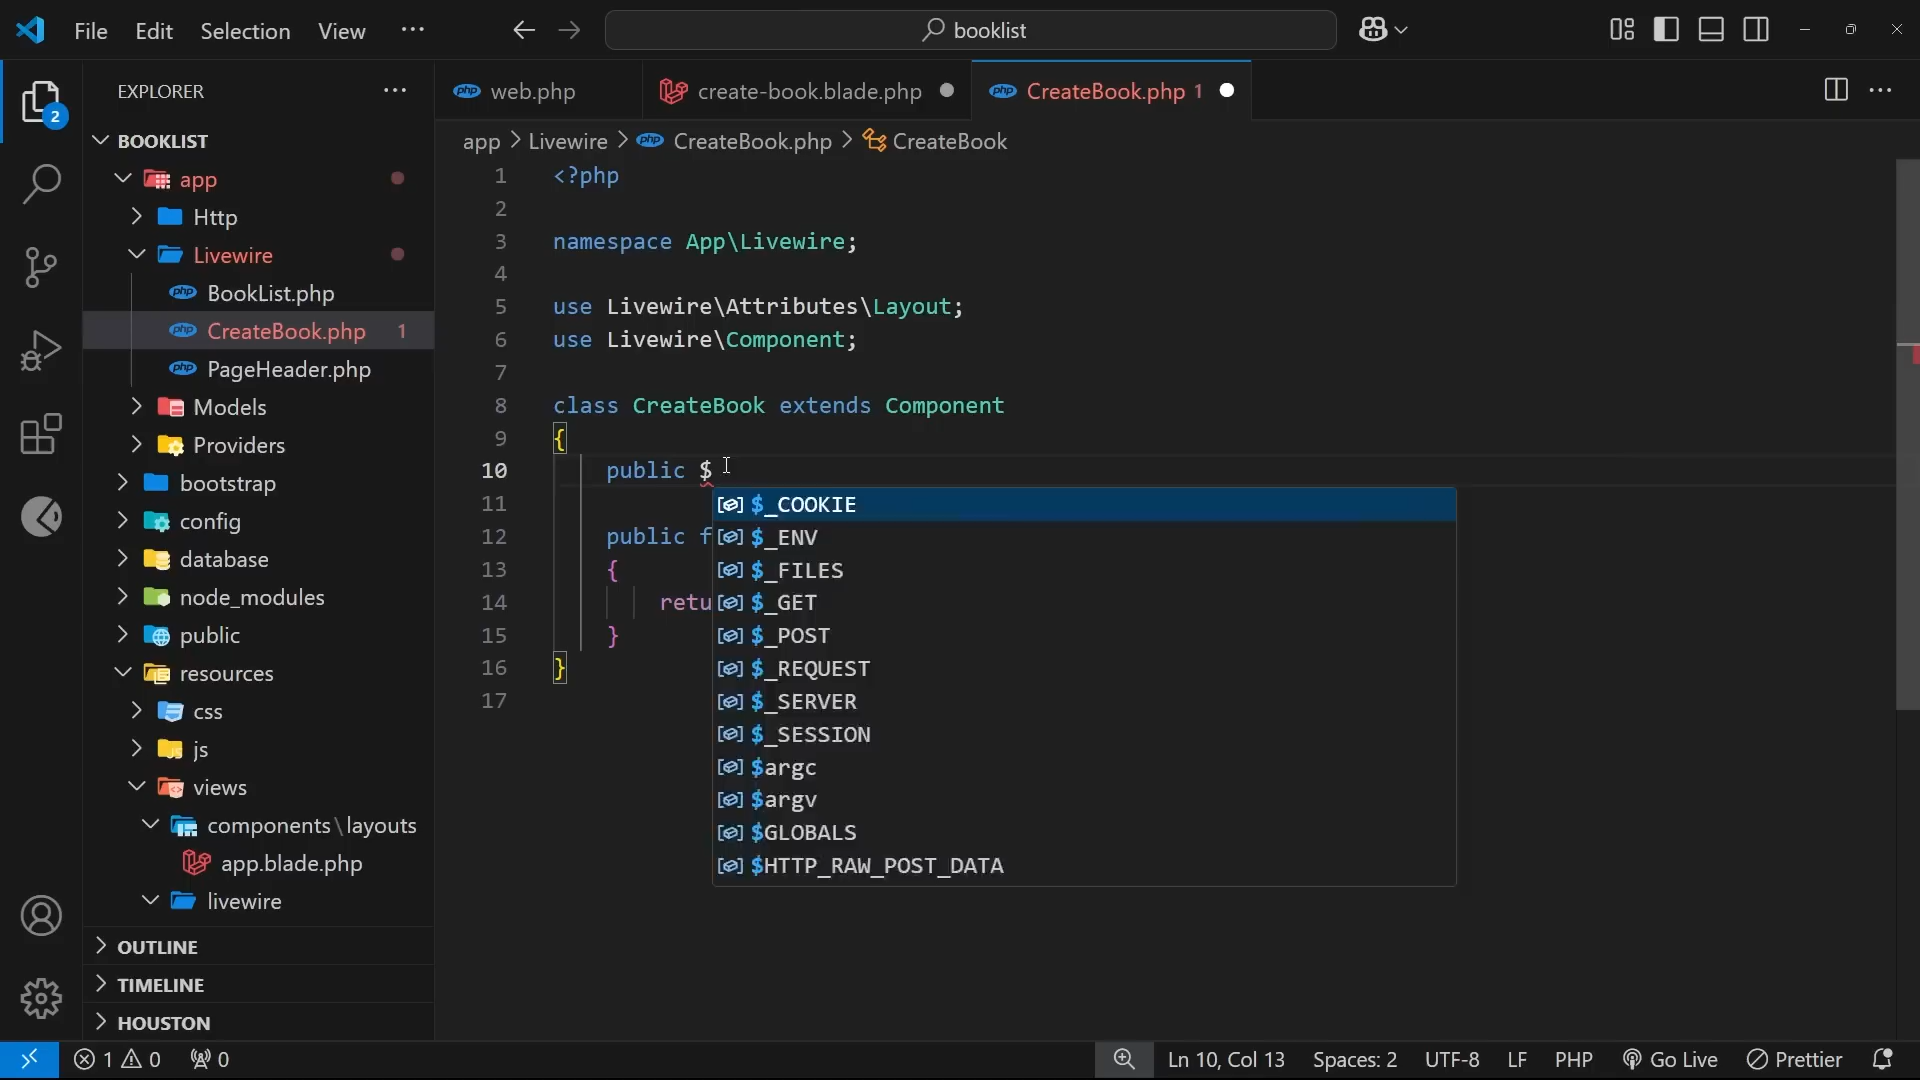 File Edit Selection View ... booklist
EXPLORER ...
web.php create-book.blade.php CreateBook.php 1
2
BOOKLIST
app > Livewire > CreateBook.php > CreateBook
app
Http
Livewire
BookList.php
CreateBook.php 1
PageHeader.php
Models
Providers
bootstrap
config
database
node_modules
public
resources
css
js
views
components\layouts
app.blade.php
livewire
OUTLINE
TIMELINE
HOUSTON
1 <?php
2
3 namespace App\Livewire;
4
5 use Livewire\Attributes\Layout;
6 use Livewire\Component;
7
8 class CreateBook extends Component
9 {
10 public $
11
12 public f
13 {
14 retu
15 }
16 }
17
$_COOKIE
$_ENV
$_FILES
$_GET
$_POST
$_REQUEST
$_SERVER
$_SESSION
$argc
$argv
$GLOBALS
$HTTP_RAW_POST_DATA
1 0 0 Ln 10, Col 13 Spaces: 2 UTF-8 LF PHP Go Live Prettier